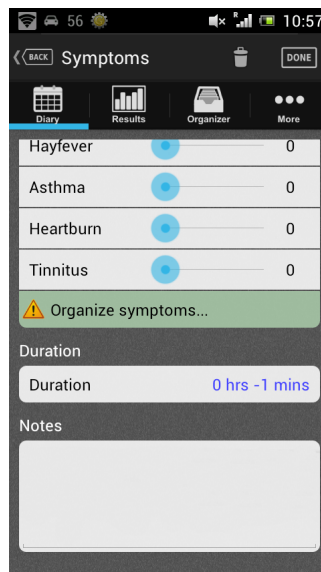 56 R 10:57
BACK Symptoms DONE
Diary Results Organizer More
Hayfever 0
Asthma 0
Heartburn 0
Tinnitus 0
Organize symptoms...
Duration
Duration 0 hrs -1 mins
Notes